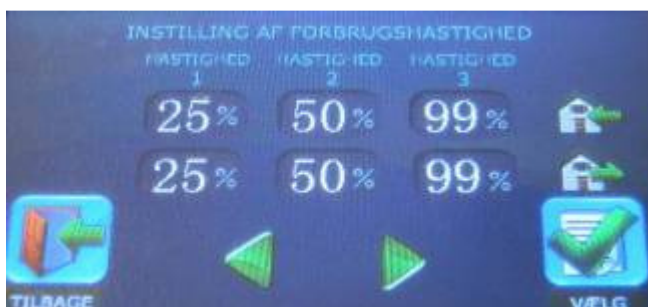 INSTILLING AF FORBRUGSHASTIGHED
HASTIGHED HASTIGHED HASTIGHED
1 2 3
25% 50% 99%
25% 50% 99%
TILBAGE VÆLG